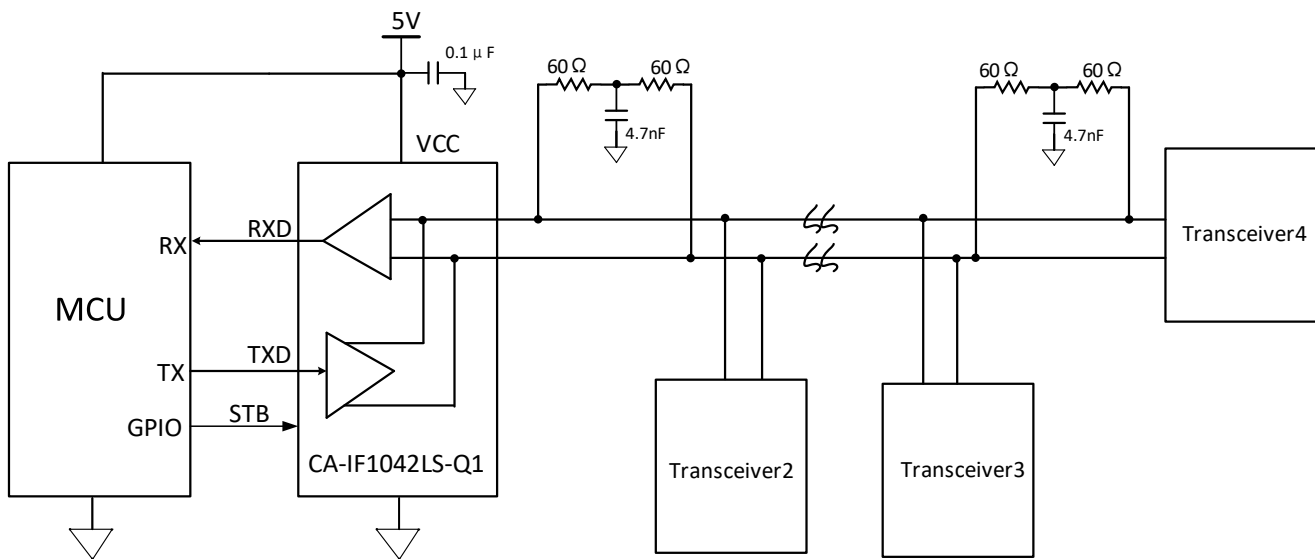 5V
0.1 μ F
60 Ω
60 Ω
60 Ω
60 Ω
4.7nF
4.7nF
VCC
RX
RXD
MCU
TX
TXD
GPIO
STB
CA-IF1042LS-Q1
Transceiver4
Transceiver2
Transceiver3